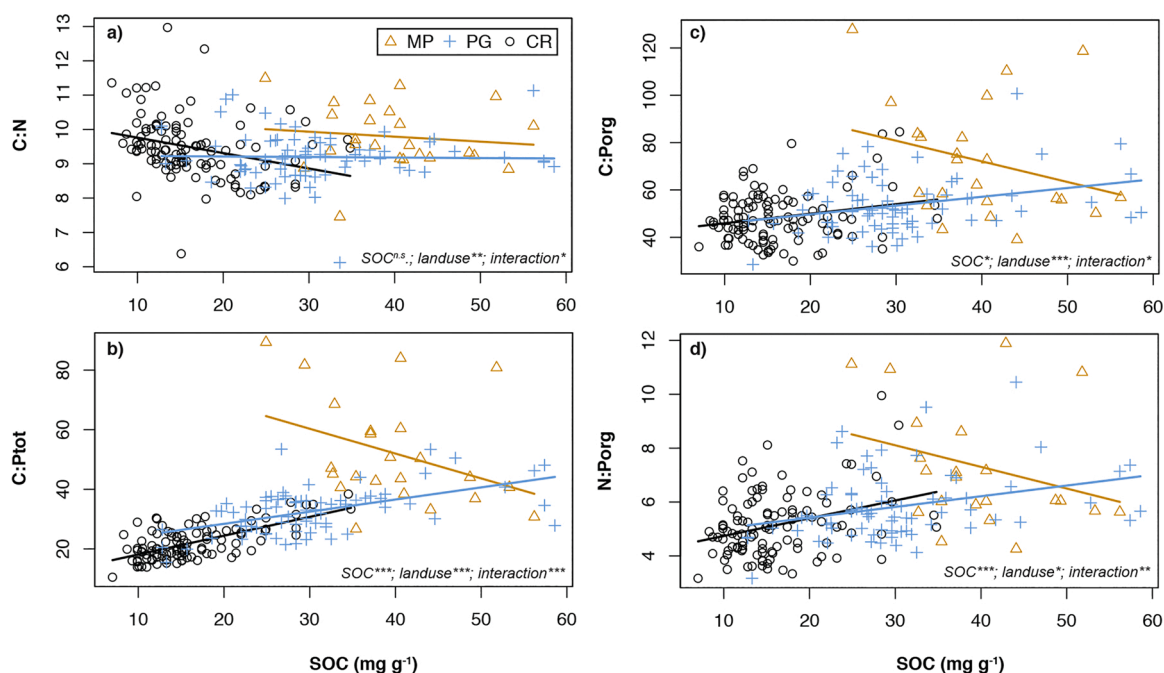 a)
MP PG CR
C:N
13
12
11
10
9
8
7
6
SOCn.s.; landuse**; interaction*
10 20 30 40 50 60
b)
C:Ptot
80
60
40
20
SOC***; landuse***; interaction***
10 20 30 40 50 60
SOC (mg g-1)
c)
C:Porg
120
100
80
60
40
SOC*; landuse***; interaction*
10 20 30 40 50 60
d)
N:Porg
12
10
8
6
4
SOC***; landuse*; interaction**
10 20 30 40 50 60
SOC (mg g-1)